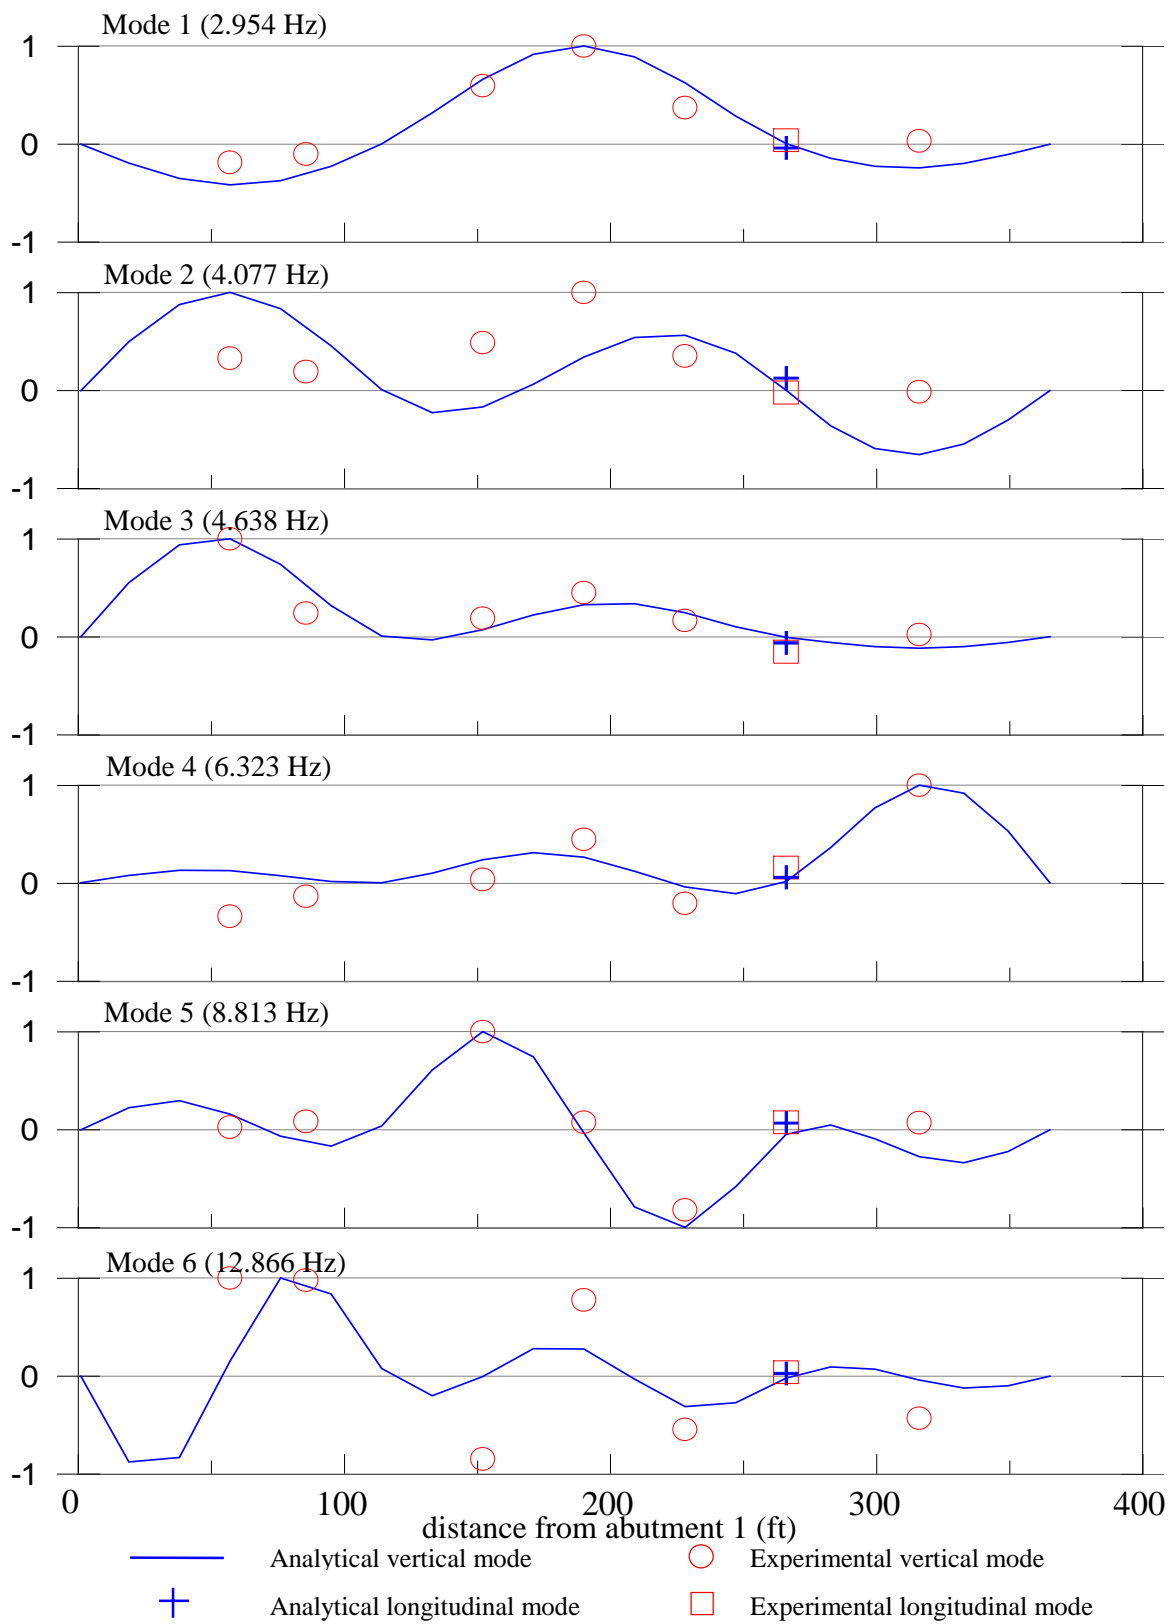 Mode 1 (2.954 Hz)
1
0
-1
Mode 2 (4.077 Hz)
1
0
-1
Mode 3 (4.638 Hz)
1
0
-1
Mode 4 (6.323 Hz)
1
0
-1
Mode 5 (8.813 Hz)
1
0
-1
Mode 6 (12.866 Hz)
1
0
-1
0 100 200 300 400
distance from abutment 1 (ft)
Analytical vertical mode Experimental vertical mode
Analytical longitudinal mode Experimental longitudinal mode